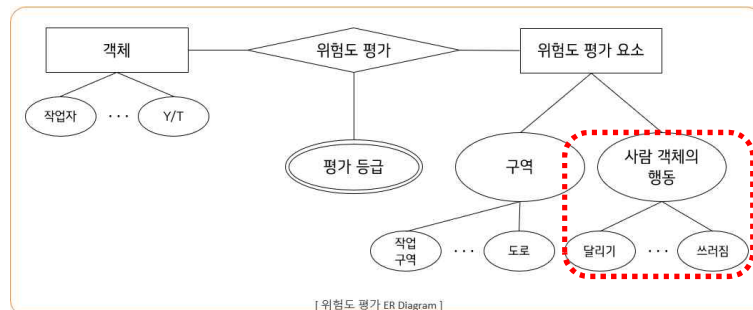 객체
위험도 평가
위험도 평가 요소
작업자
···
Y/T
평가 등급
구역
사람 객체의
행동
작업
구역
···
도로
달리기
···
쓰러짐
[ 위험도 평가 ER Diagram ]